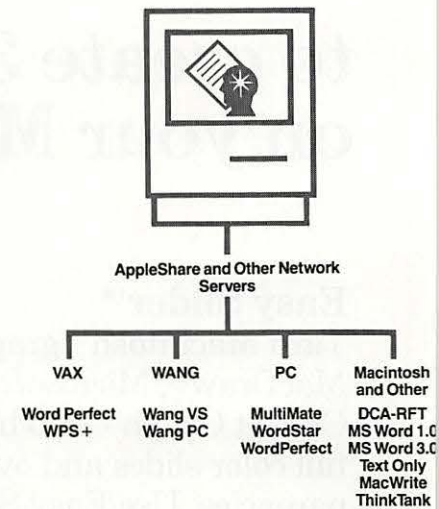 AppleShare and Other Network
Servers
VAX
Word Perfect
WPS+
WANG
Wang VS
Wang PC
PC
MultiMate
WordStar
WordPerfect
Macintosh
and Other
DCA-RFT
MS Word 1.0
MS Word 3.0
Text Only
MacWrite
ThinkTank